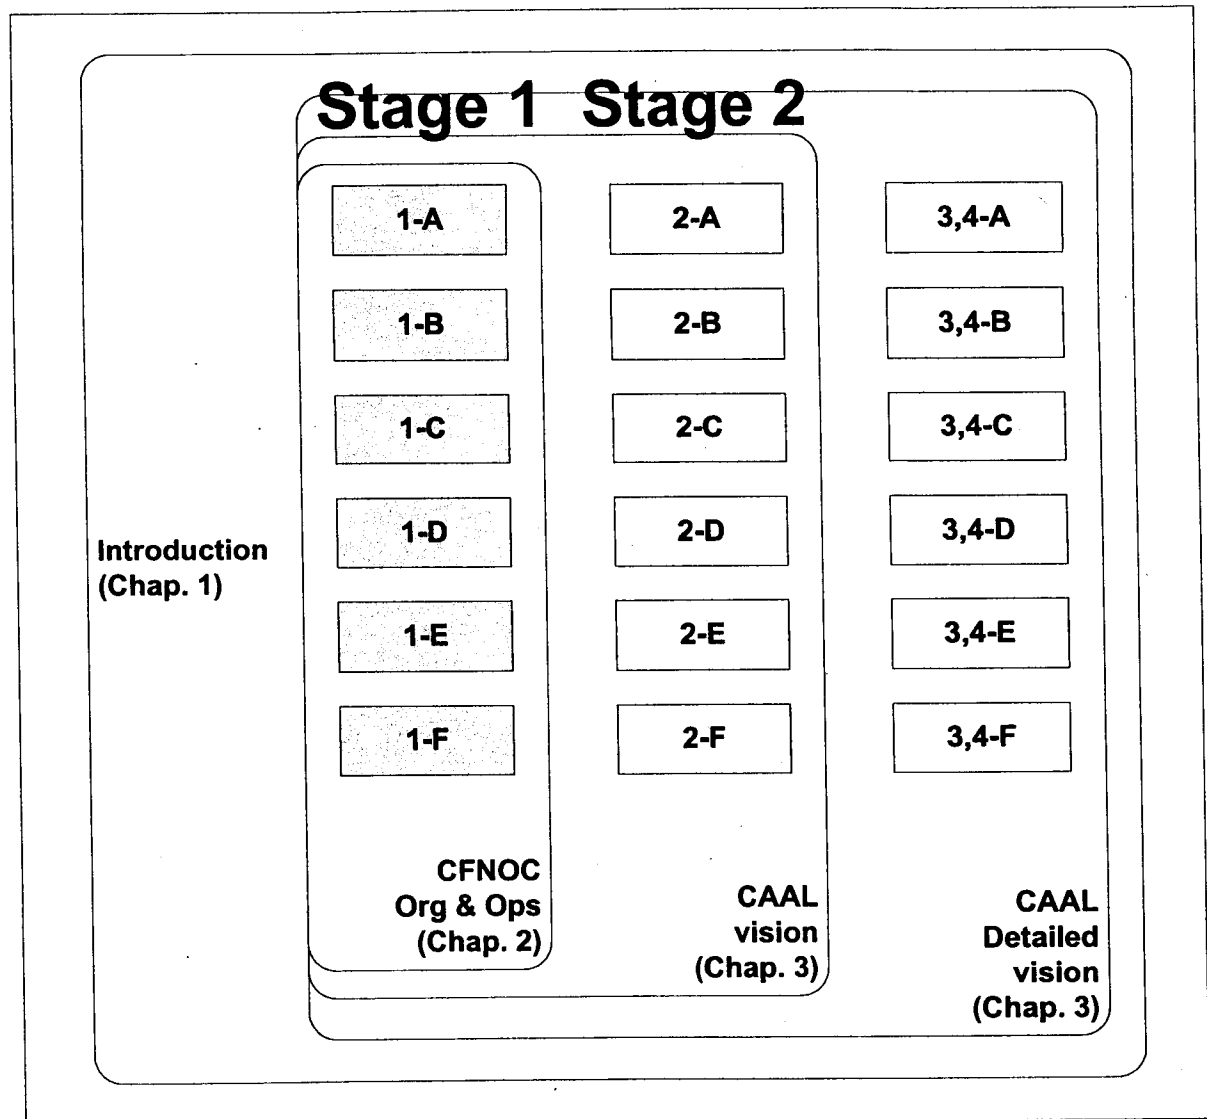 Stage 1 Stage 2
1-A 2-A 3,4-A
1-B 2-B 3,4-B
1-C 2-C 3,4-C
1-D 2-D 3,4-D
Introduction
(Chap. 1)
1-E 2-E 3,4-E
1-F 2-F 3,4-F
CFNOC
Org & Ops
(Chap. 2)
CAAL
vision
(Chap. 3)
CAAL
Detailed
vision
(Chap. 3)